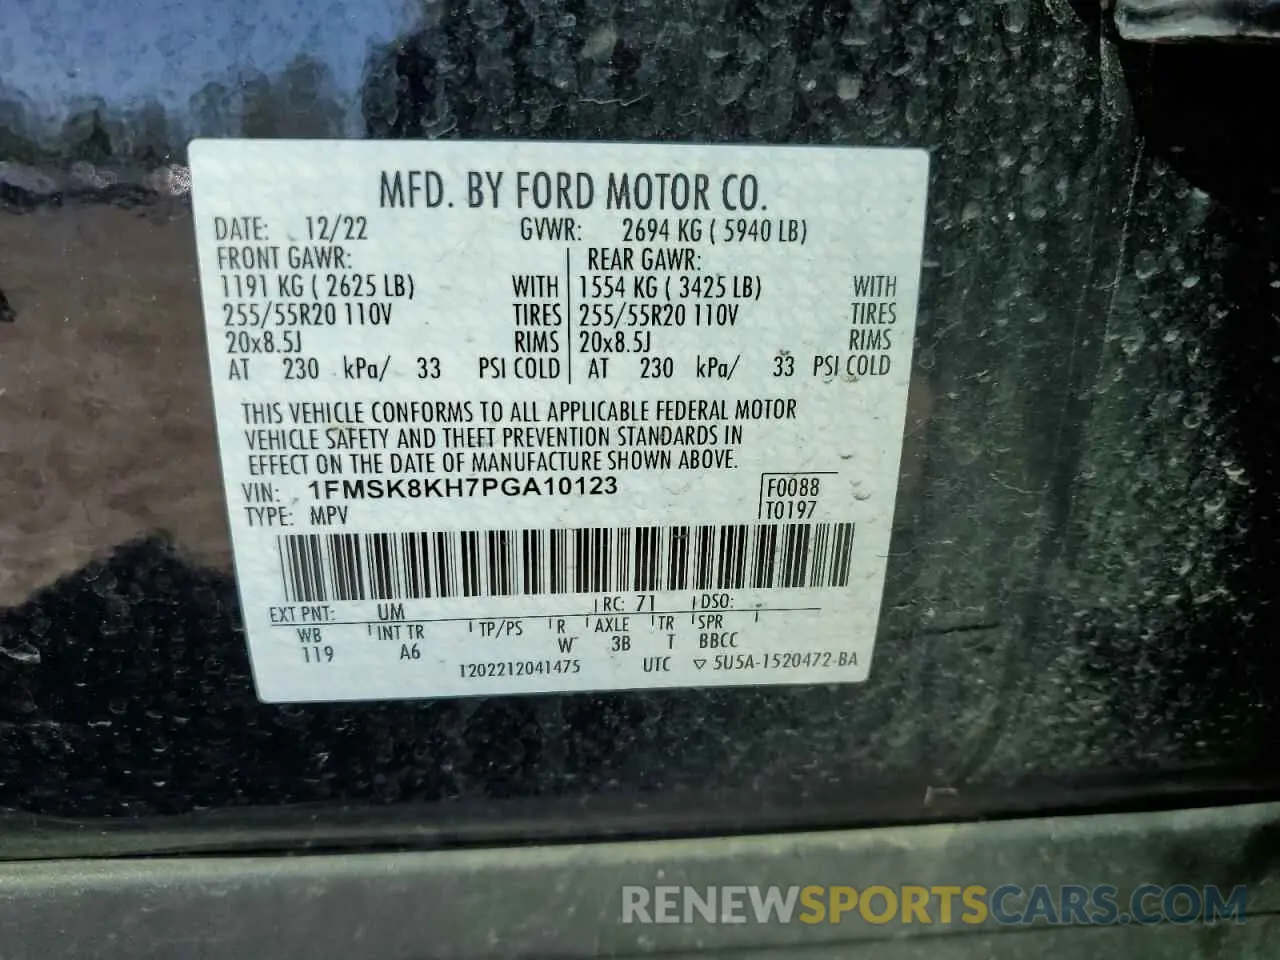 MFD. BY FORD MOTOR CO.
DATE: 12/22 GVWR: 2694 KG ( 5940 LB)
FRONT GAWR: REAR GAWR:
1191 KG ( 2625 LB) WITH 1554 KG ( 3425 LB) WITH
255/55R20 110V TIRES 255/55R20 110V TIRES
20x8.5J RIMS 20x8.5J RIMS
AT 230 kPa/ 33 PSI COLD AT 230 kPa/ 33 PSI COLD
THIS VEHICLE CONFORMS TO ALL APPLICABLE FEDERAL MOTOR
VEHICLE SAFETY AND THEFT PREVENTION STANDARDS IN
EFFECT ON THE DATE OF MANUFACTURE SHOWN ABOVE.
VIN: 1FMSK8KH7PGA10123 F0088
TYPE: MPV T0197
EXT PNT: UM RC: 71 DSO:
WB INT TR TP/PS R AXLE TR SPR
119 A6 W 3B T BBCC
1202212041475 UTC ▽ 5U5A-1520472-BA
RENEWSPORTSCARS.COM